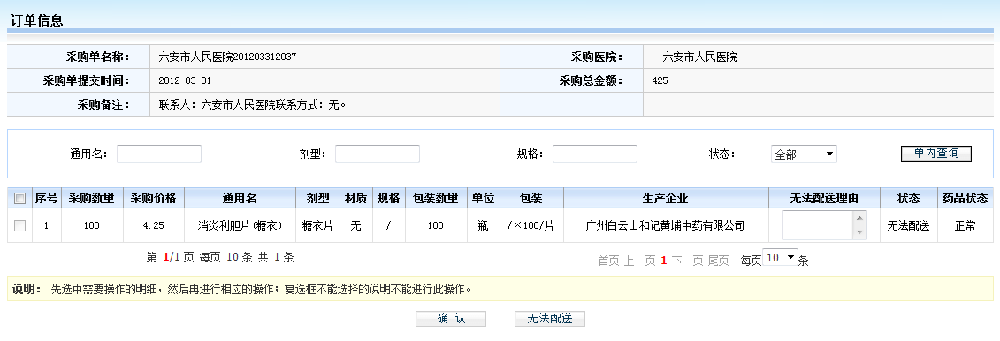 订单信息
采购单名称： 六安市人民医院201203312037 采购医院： 六安市人民医院
采购单提交时间： 2012-03-31 采购总金额： 425
采购备注： 联系人：六安市人民医院联系方式：无。
通用名： 剂型： 规格： 状态： 全部 单内查询
序号 采购数量 采购价格 通用名 剂型 材质 规格 包装数量 单位 包装 生产企业 无法配送理由 状态 药品状态
1 100 4.25 消炎利胆片(糖衣) 糖衣片 无 / 100 瓶 /×100/片 广州白云山和记黄埔中药有限公司 无法配送 正常
第 1/1 页 每页 10 条 共 1 条 首页 上一页 1 下一页 尾页 每页 10 条
说明： 先选中需要操作的明细，然后再进行相应的操作；复选框不能选择的说明不能进行此操作。
确 认 无法配送